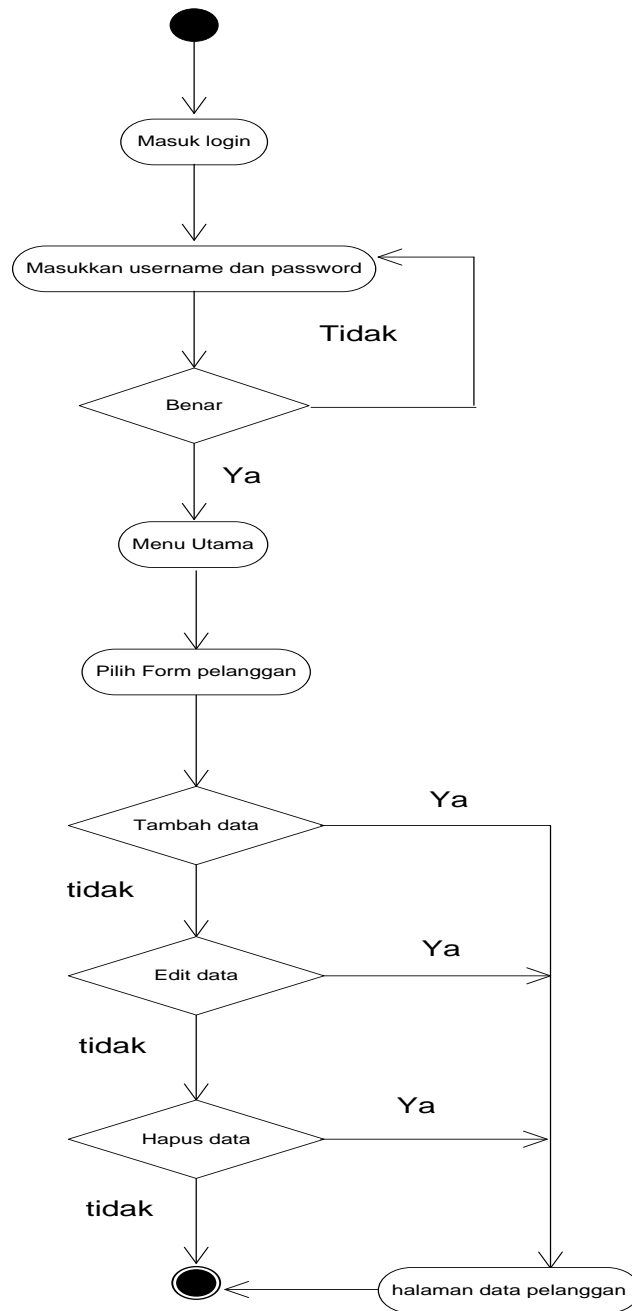 Masuk login
Masukkan username dan password
Tidak
Benar
Ya
Menu Utama
Pilih Form pelanggan
Ya
Tambah data
tidak
Ya
Edit data
tidak
Ya
Hapus data
tidak
halaman data pelanggan